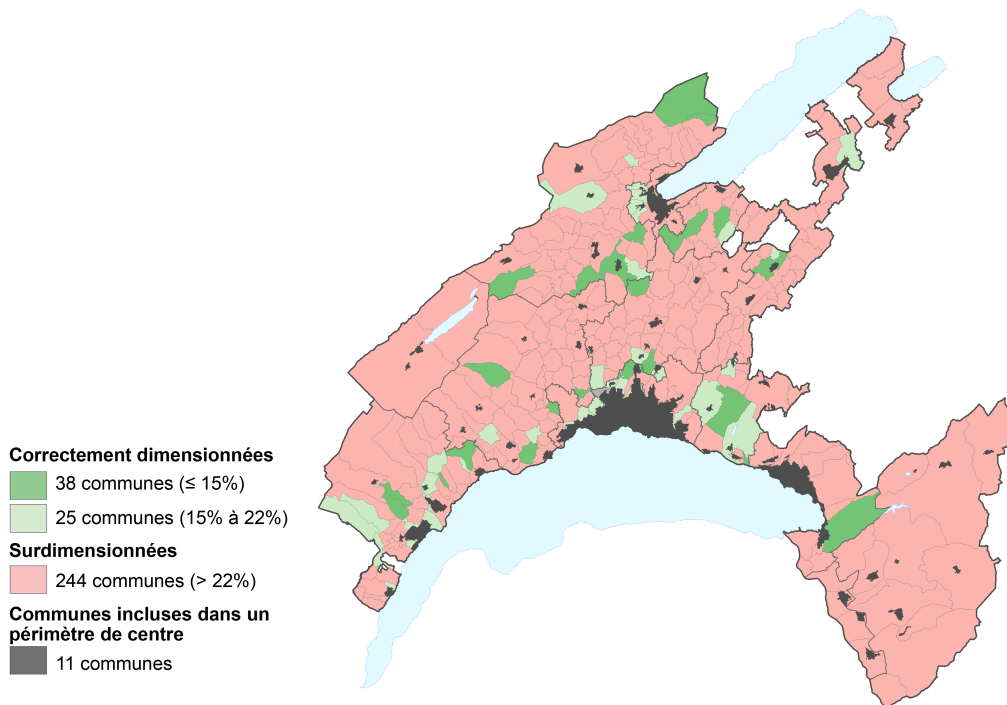 Correctement dimensionnées
38 communes (≤ 15%)
25 communes (15% à 22%)
Surdimensionnées
244 communes (> 22%)
Communes incluses dans un
périmètre de centre
11 communes